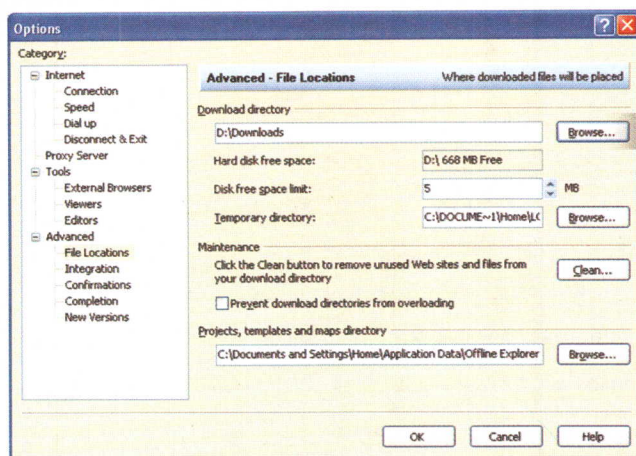 Options
Category:
Internet
Connection
Speed
Dial up
Disconnect & Exit
Proxy Server
Tools
External Browsers
Viewers
Editors
Advanced
File Locations
Integration
Confirmations
Completion
New Versions
Advanced - File Locations Where downloaded files will be placed
Download directory
D:\Downloads Browse...
Hard disk free space: D:\ 668 MB Free
Disk free space limit: 5 MB
Temporary directory: C:\DOCUME~1\Home\LC Browse...
Maintenance
Click the Clean button to remove unused Web sites and files from Clean...
your download directory
Prevent download directories from overloading
Projects, templates and maps directory
C:\Documents and Settings\Home\Application Data\Offline Explorer Browse...
OK Cancel Help